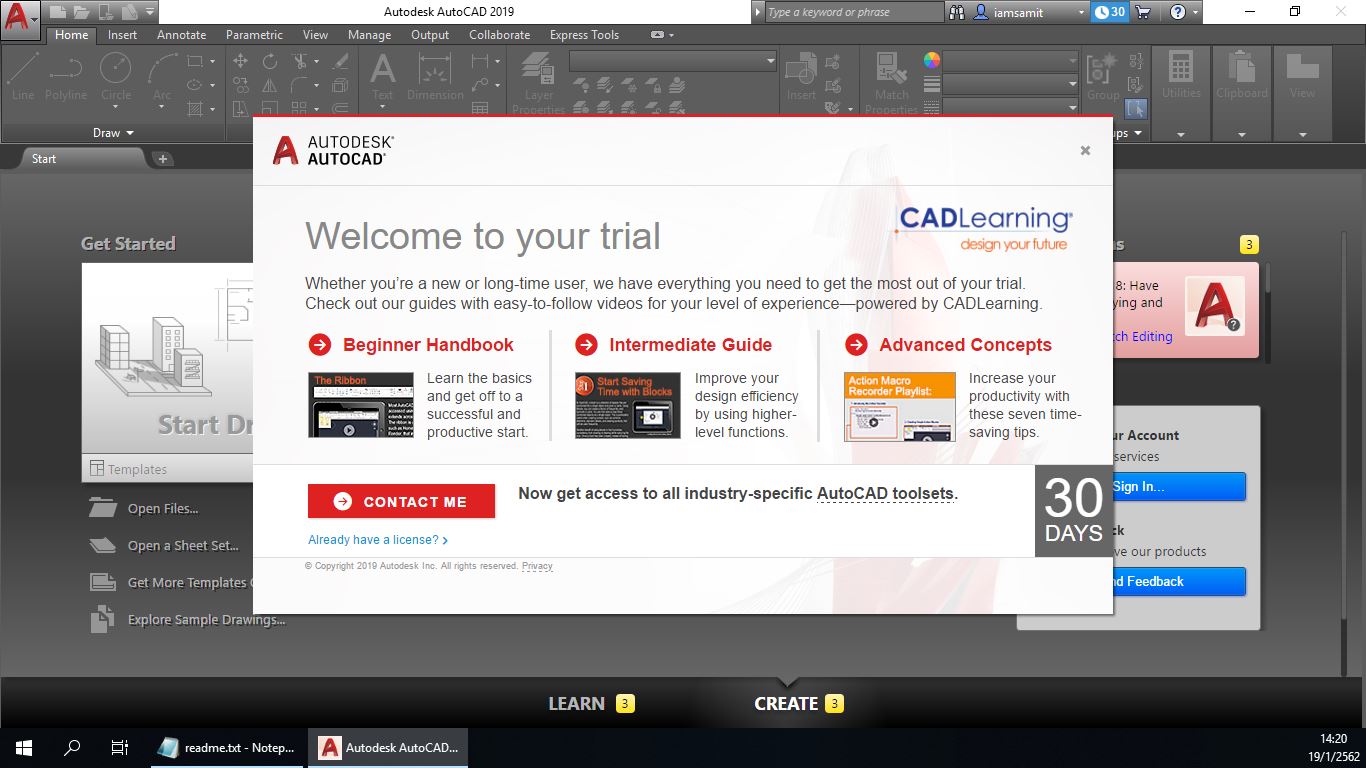 Autodesk AutoCAD 2019
Type a keyword or phrase
iamsamit
30
Home Insert Annotate Parametric View Manage Output Collaborate Express Tools
Line Polyline Circle Arc Text Dimension Layer Properties Insert Match Properties Group Utilities Clipboard View
Draw
ups
Start
AUTODESK®
AUTOCAD®
Get Started
Start Dr
Templates
Open Files...
Open a Sheet Set...
Get More Templates
Explore Sample Drawings...
Welcome to your trial
CADLearning®
design your future
Whether you’re a new or long-time user, we have everything you need to get the most out of your trial.
Check out our guides with easy-to-follow videos for your level of experience—powered by CADLearning.
Beginner Handbook
The Ribbon
Learn the basics
and get off to a
successful and
productive start.
Intermediate Guide
Start Saving
Time with Blocks
Improve your
design efficiency
by using higher-
level functions.
Advanced Concepts
Action Macro
Recorder Playlist:
Increase your
productivity with
these seven time-
saving tips.
CONTACT ME
Now get access to all industry-specific AutoCAD toolsets.
Already have a license?
30
DAYS
© Copyright 2019 Autodesk Inc. All rights reserved. Privacy
3
8: Have
ying and
tch Editing
ur Account
services
Sign In...
ck
ve our products
nd Feedback
LEARN 3
CREATE 3
readme.txt - Notep...
Autodesk AutoCAD...
14:20
19/1/2562